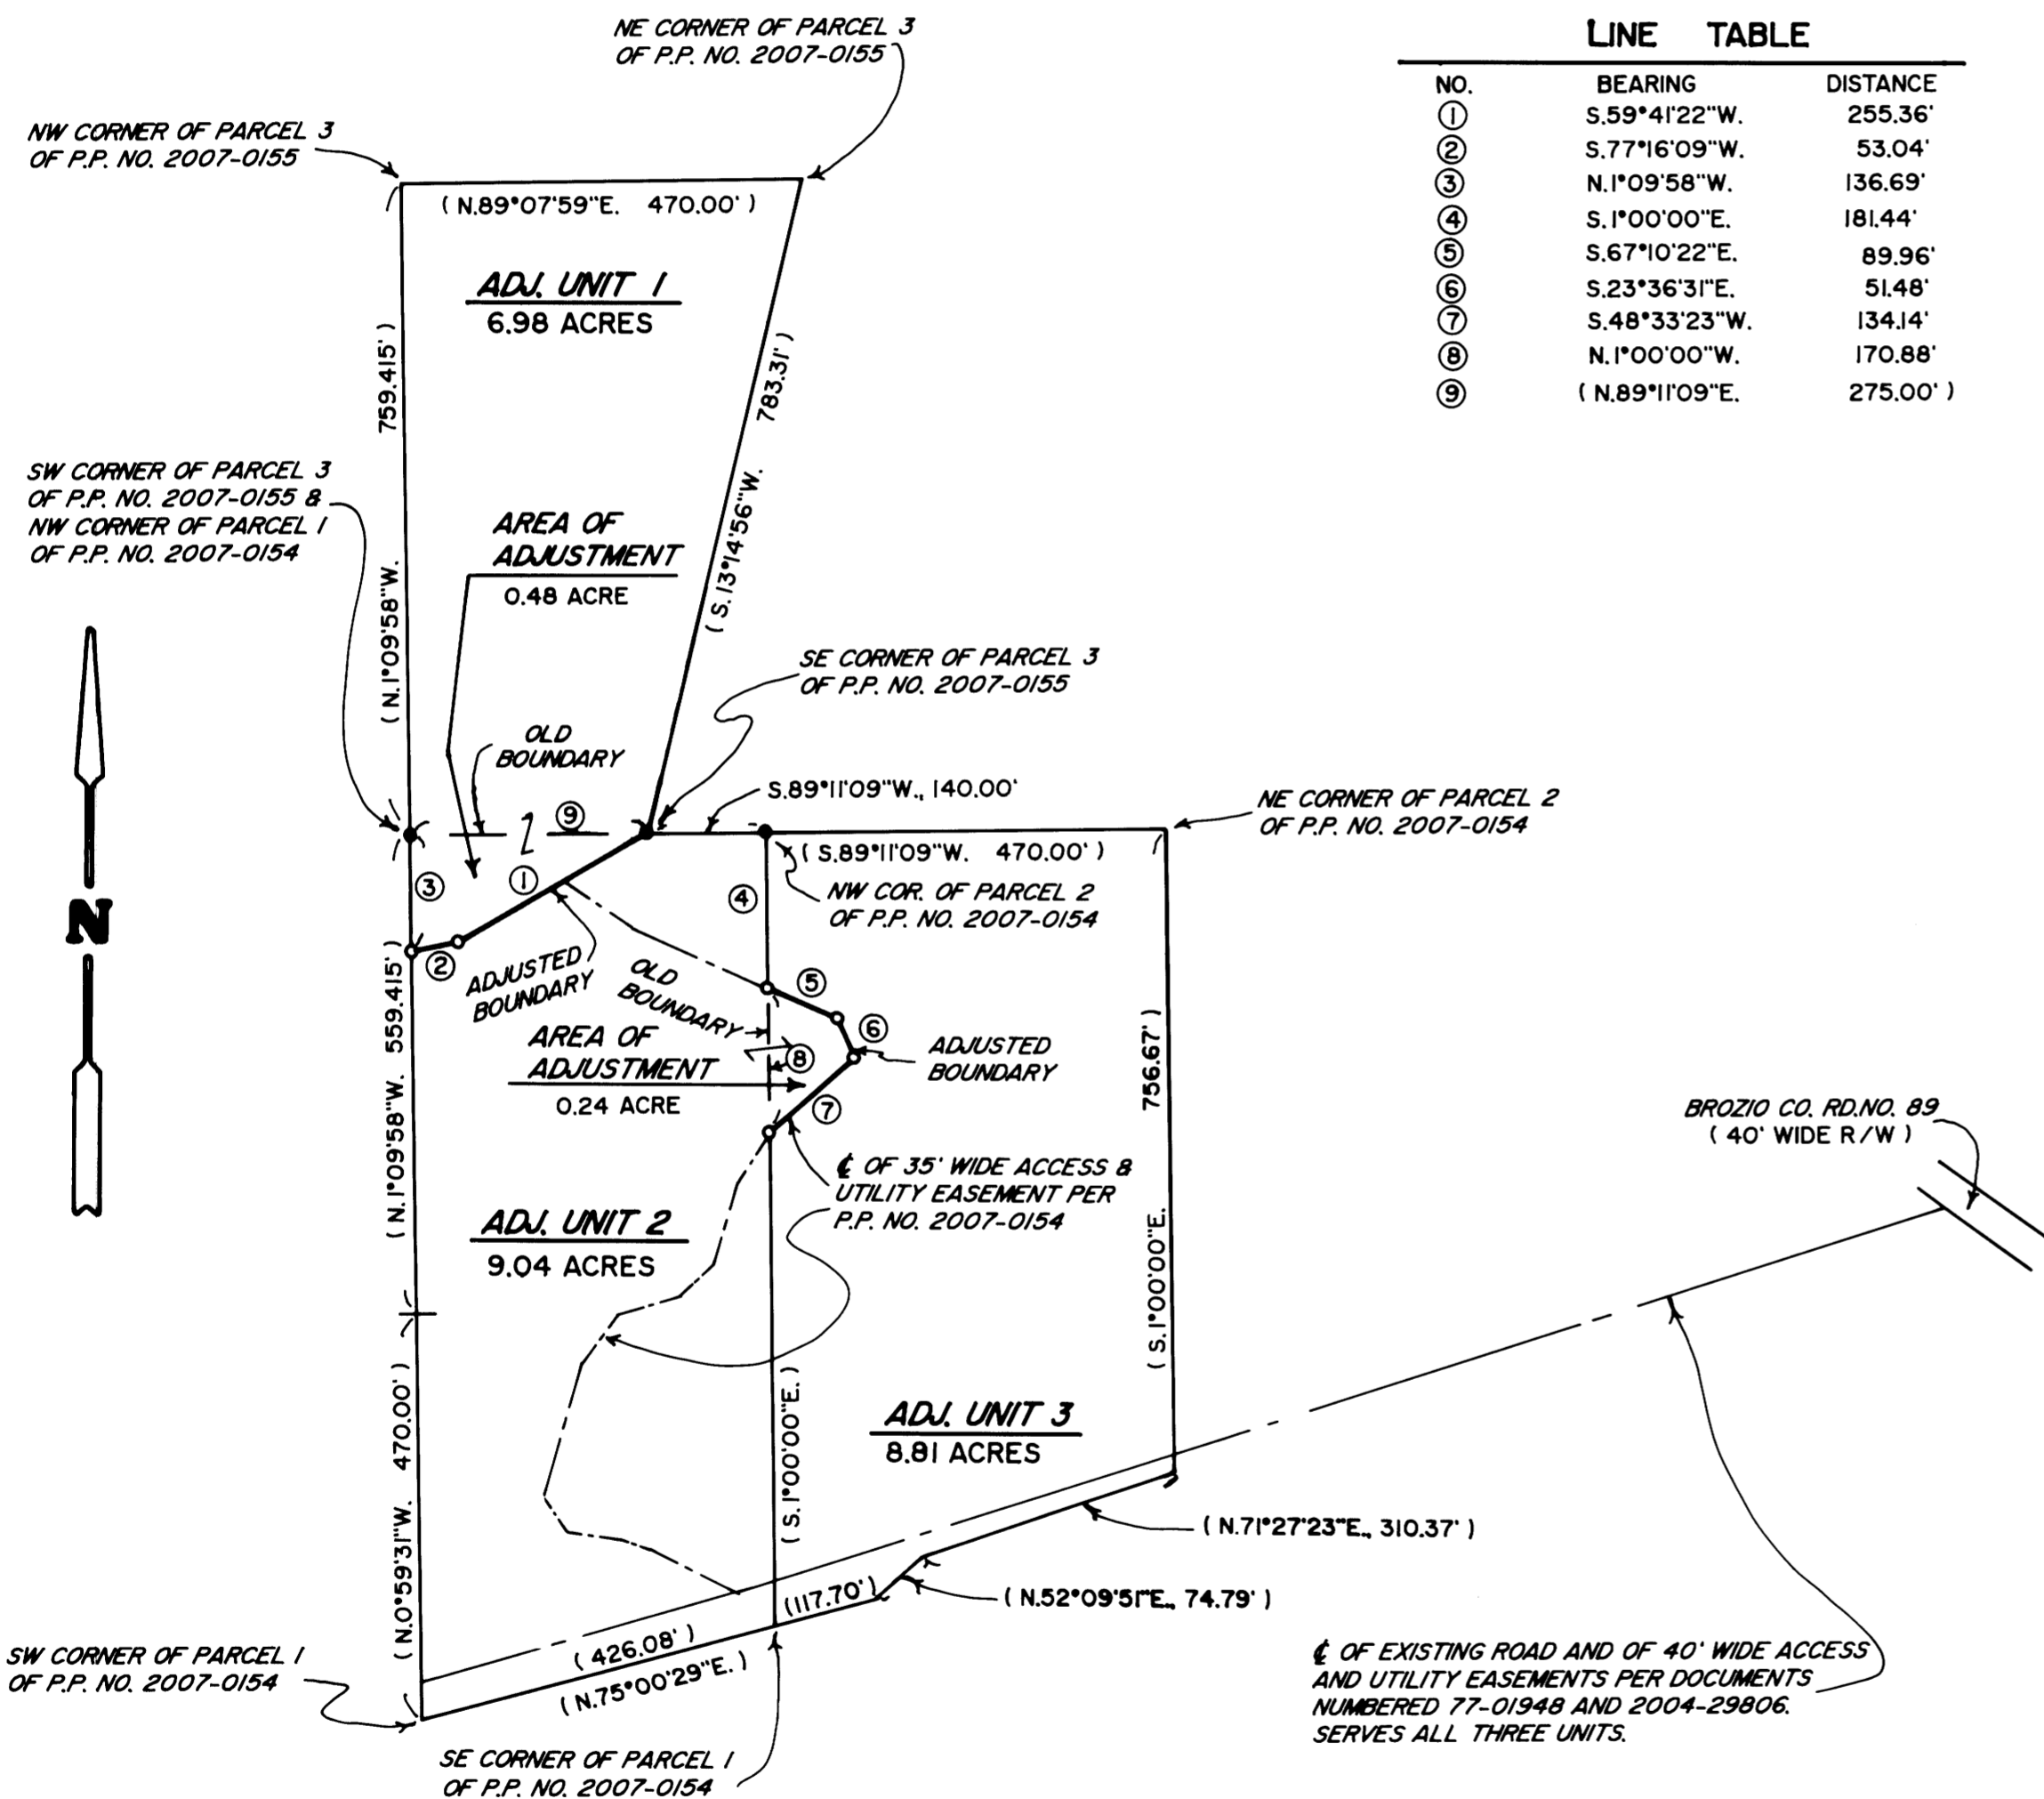 NE CORNER OF PARCEL 3
OF P.P. NO. 2007-0155
LINE TABLE
NO. BEARING DISTANCE
① S.59°41'22"W. 255.36'
② S.77°16'09"W. 53.04'
③ N.1°09'58"W. 136.69'
④ S.1°00'00"E. 181.44'
⑤ S.67°10'22"E. 89.96'
⑥ S.23°36'31"E. 51.48'
⑦ S.48°33'23"W. 134.14'
⑧ N.1°00'00"W. 170.88'
⑨ ( N.89°11'09"E. 275.00' )
NW CORNER OF PARCEL 3
OF P.P. NO. 2007-0155
( N.89°07'59"E. 470.00' )
ADJ. UNIT 1
6.98 ACRES
( N.1°09'58"W. 759.415' )
( S.13°14'56"W. 783.31' )
SW CORNER OF PARCEL 3
OF P.P. NO. 2007-0155 &
NW CORNER OF PARCEL 1
OF P.P. NO. 2007-0154
AREA OF
ADJUSTMENT
0.48 ACRE
SE CORNER OF PARCEL 3
OF P.P. NO. 2007-0155
OLD
BOUNDARY
⑨
S.89°11'09"W., 140.00'
NE CORNER OF PARCEL 2
OF P.P. NO. 2007-0154
( S.89°11'09"W. 470.00' )
③
①
④
NW COR. OF PARCEL 2
OF P.P. NO. 2007-0154
N
②
ADJUSTED
BOUNDARY
OLD
BOUNDARY
⑤
⑥
AREA OF
ADJUSTMENT
0.24 ACRE
⑧
ADJUSTED
BOUNDARY
⑦
( N.1°09'58"W. 559.415' )
( S.1°00'00"E. 756.67' )
BROZIO CO. RD. NO. 89
( 40' WIDE R/W )
℄ OF 35' WIDE ACCESS &
UTILITY EASEMENT PER
P.P. NO. 2007-0154
ADJ. UNIT 2
9.04 ACRES
( N.0°59'31"W. 470.00' )
( S.1°00'00"E. )
ADJ. UNIT 3
8.81 ACRES
( N.71°27'23"E., 310.37' )
( N.52°09'51"E., 74.79' )
(117.70')
( 426.08' )
( N.75°00'29"E. )
SW CORNER OF PARCEL 1
OF P.P. NO. 2007-0154
℄ OF EXISTING ROAD AND OF 40' WIDE ACCESS
AND UTILITY EASEMENTS PER DOCUMENTS
NUMBERED 77-01948 AND 2004-29806.
SERVES ALL THREE UNITS.
SE CORNER OF PARCEL 1
OF P.P. NO. 2007-0154